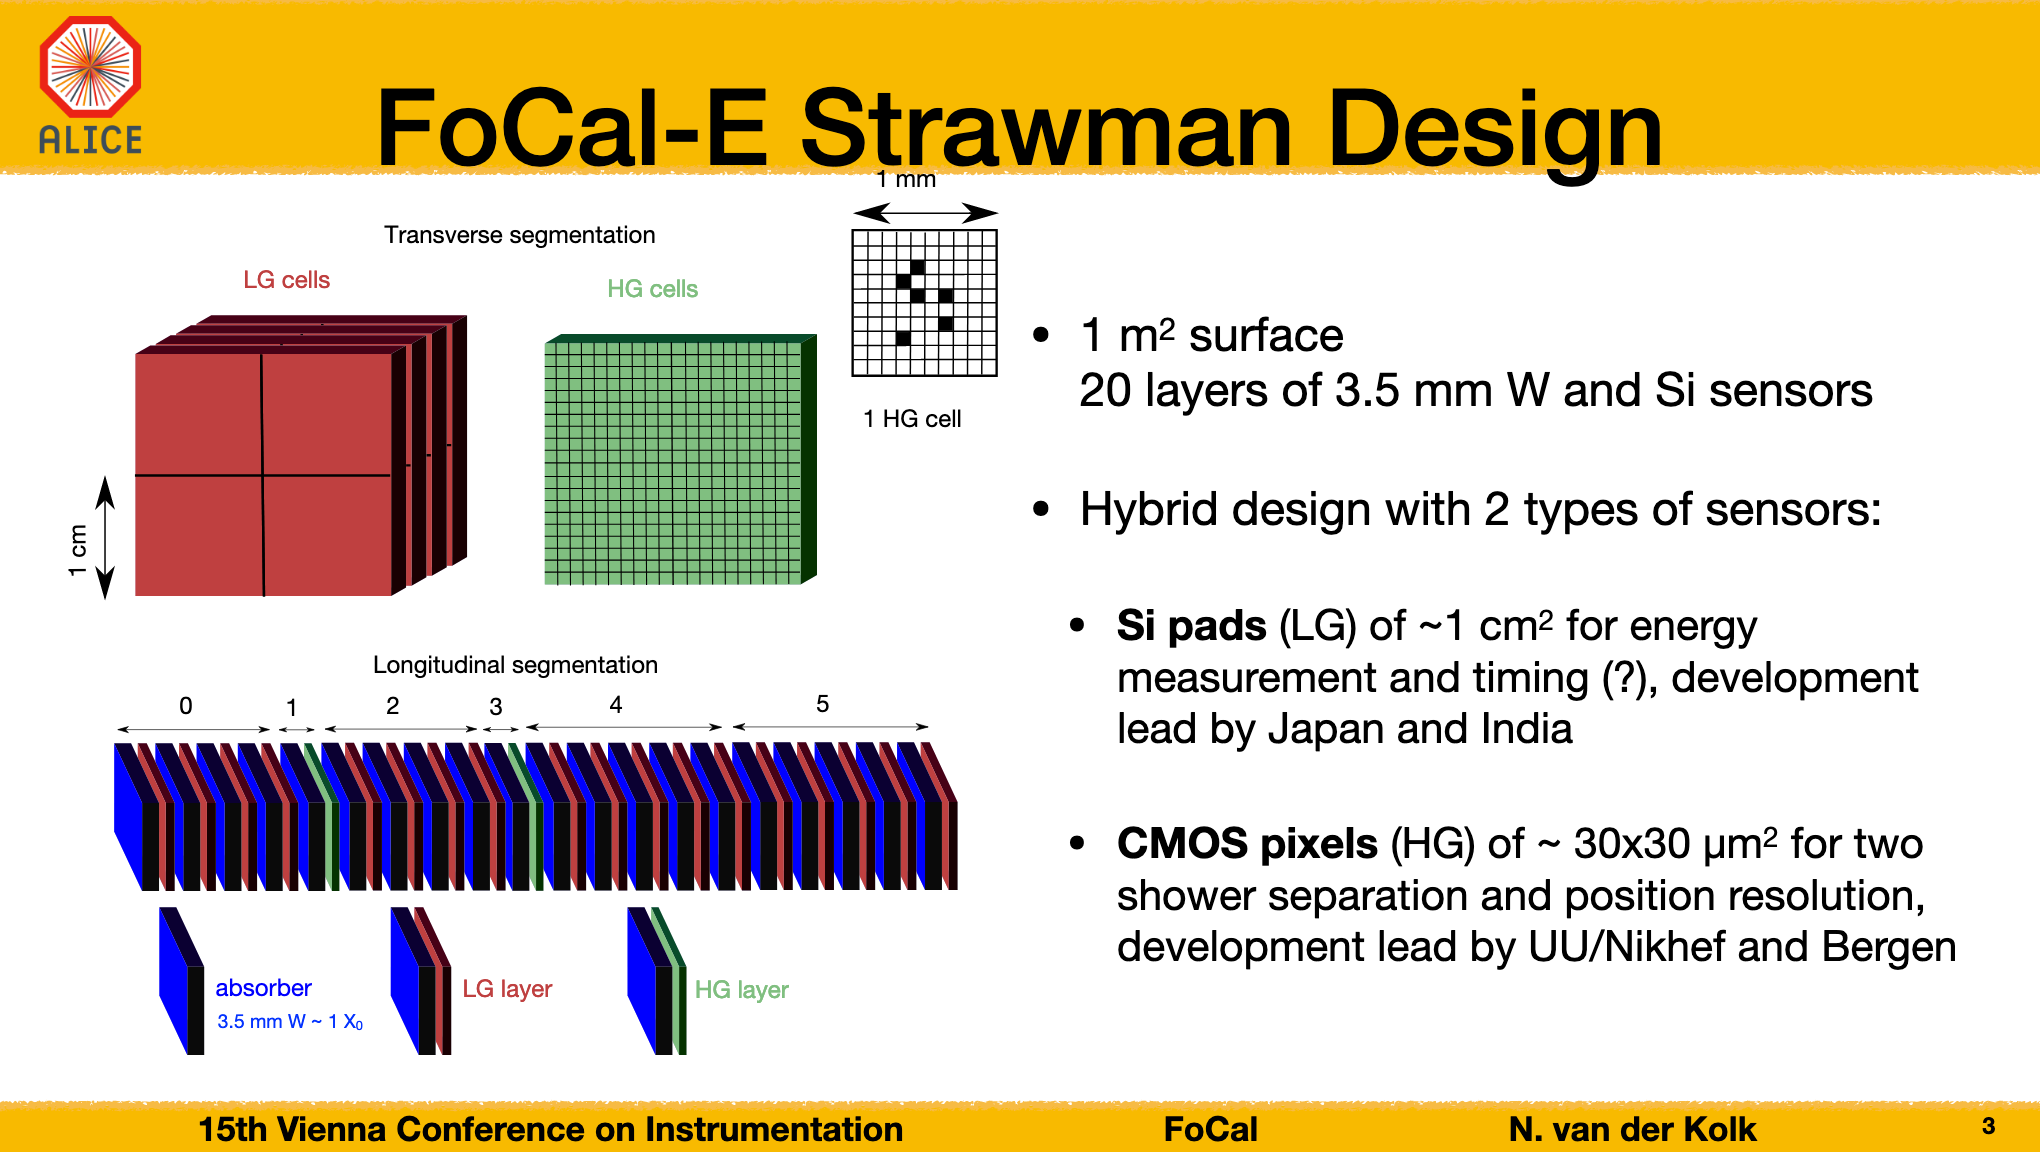 ALICE
FoCal-E Strawman Design
1 mm
Transverse segmentation
LG cells
HG cells
1 cm
1 HG cell
• 1 m² surface
20 layers of 3.5 mm W and Si sensors
• Hybrid design with 2 types of sensors:
• Si pads (LG) of ~1 cm² for energy
measurement and timing (?), development
lead by Japan and India
• CMOS pixels (HG) of ~ 30x30 µm² for two
shower separation and position resolution,
development lead by UU/Nikhef and Bergen
Longitudinal segmentation
0 1 2 3 4 5
absorber
3.5 mm W ~ 1 X₀
LG layer
HG layer
15th Vienna Conference on Instrumentation FoCal N. van der Kolk 3